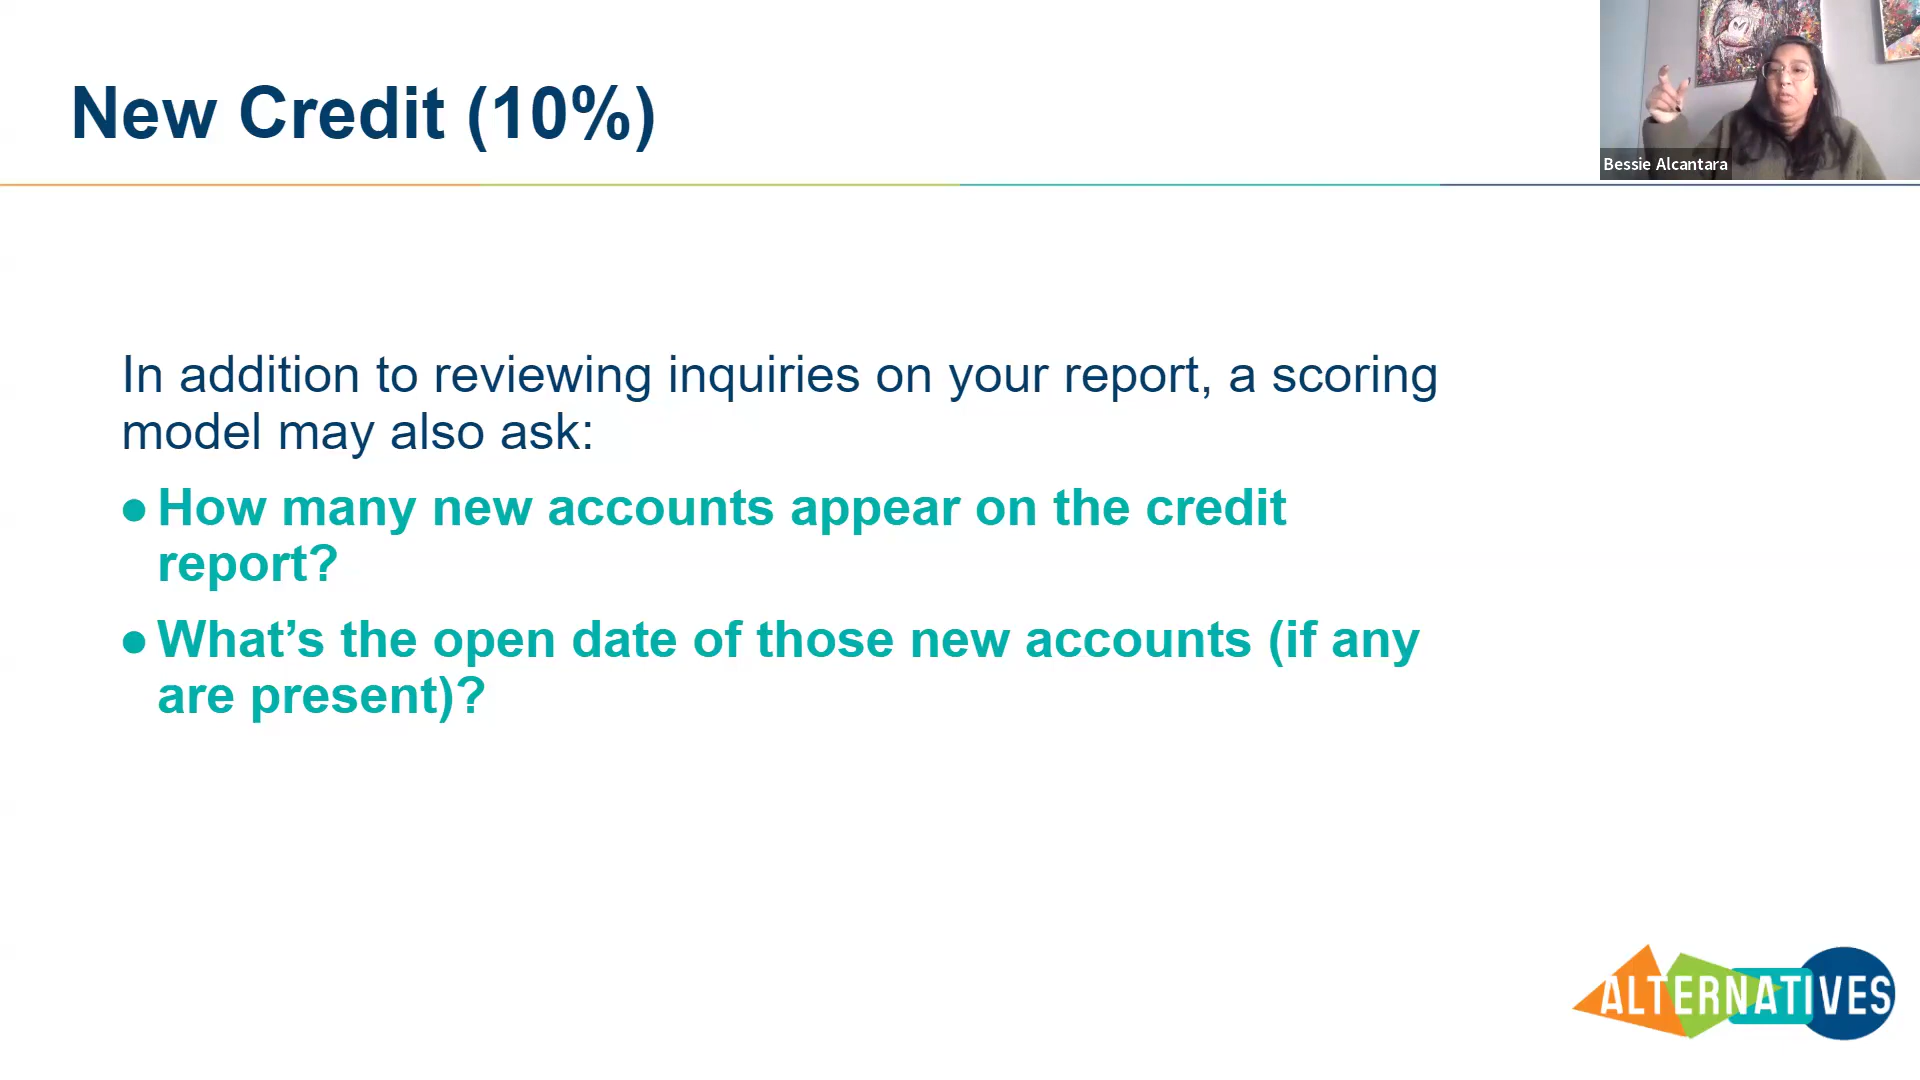 New Credit (10%)
Bessie Alcantara
In addition to reviewing inquiries on your report, a scoring
model may also ask:
● How many new accounts appear on the credit
report?
● What’s the open date of those new accounts (if any
are present)?
ALTERNATIVES